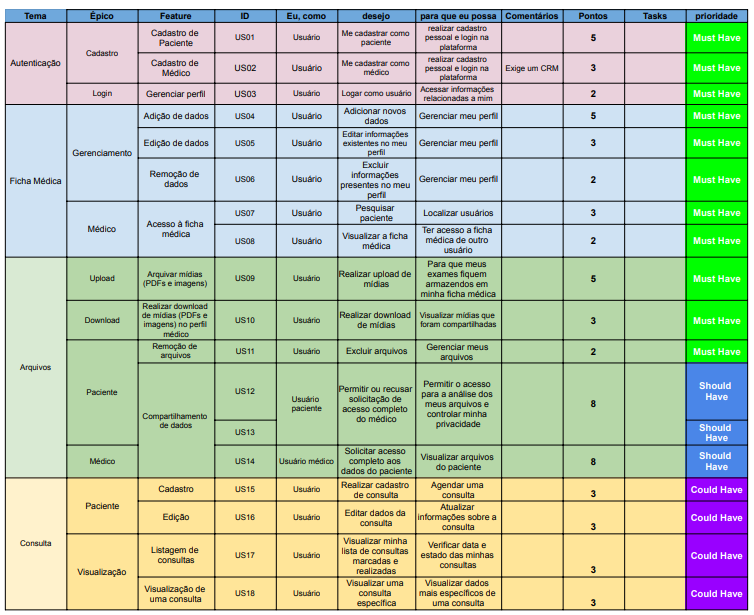 Tema Épico Feature ID Eu, como desejo para que eu possa Comentários Pontos Tasks prioridade
Autenticação
Cadastro
Cadastro de
Paciente
US01
Usuário
Me cadastrar como
paciente
realizar cadastro
pessoal e login na
plataforma
5
Must Have
Cadastro de
Médico
US02
Usuário
Me cadastrar como
médico
realizar cadastro
pessoal e login na
plataforma
Exige um CRM
3
Must Have
Login
Gerenciar perfil
US03
Usuário
Logar como usuário
Acessar informações
relacionadas a mim
2
Must Have
Ficha Médica
Gerenciamento
Adição de dados
US04
Usuário
Adicionar novos
dados
Gerenciar meu perfil
5
Must Have
Edição de dados
US05
Usuário
Editar informações
existentes no meu
perfil
Gerenciar meu perfil
3
Must Have
Remoção de
dados
US06
Usuário
Excluir
informações
presentes no meu
perfil
Gerenciar meu perfil
2
Must Have
Médico
Acesso à ficha
médica
US07
Usuário
Pesquisar
paciente
Localizar usuários
3
Must Have
US08
Usuário
Visualizar a ficha
médica
Ter acesso a ficha
médica de outro
usuário
2
Must Have
Arquivos
Upload
Arquivar mídias
(PDFs e imagens)
US09
Usuário
Realizar upload de
mídias
Para que meus
exames fiquem
armazendos em
minha ficha médica
5
Must Have
Download
Realizar download
de mídias (PDFs e
imagens) no perfil
médico
US10
Usuário
Realizar download
de mídias
Visualizar mídias que
foram compartilhadas
3
Must Have
Paciente
Remoção de
arquivos
US11
Usuário
Excluir arquivos
Gerenciar meus
arquivos
2
Must Have
Compartilhamento
de dados
US12
Usuário
paciente
Permitir ou recusar
solicitação de
acesso completo
do médico
Permitir o acesso
para a análise dos
meus arquivos e
controlar minha
privacidade
8
Should
Have
US13
Should
Have
Médico
US14
Usuário médico
Solicitar acesso
completo aos
dados do paciente
Visualizar arquivos
do paciente
8
Should
Have
Consulta
Paciente
Cadastro
US15
Usuário
Realizar cadastro
de consulta
Agendar uma
consulta
3
Could Have
Edição
US16
Usuário
Editar dados da
consulta
Atualizar
informações sobre a
consulta
3
Could Have
Visualização
Listagem de
consultas
US17
Usuário
Visualizar minha
lista de consultas
marcadas e
realizadas
Verificar data e
estado das minhas
consultas
3
Could Have
Visualização de
uma consulta
US18
Usuário
Visualizar uma
consulta
específica
Visualizar dados
mais específicos de
uma consulta
3
Could Have